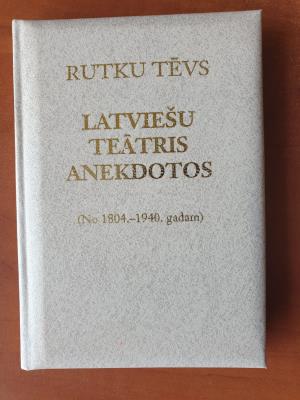 RUTKU TĒVS
LATVIEŠU
TEĀTRIS
ANEKDOTOS
(No 1804.–1940. gadam)